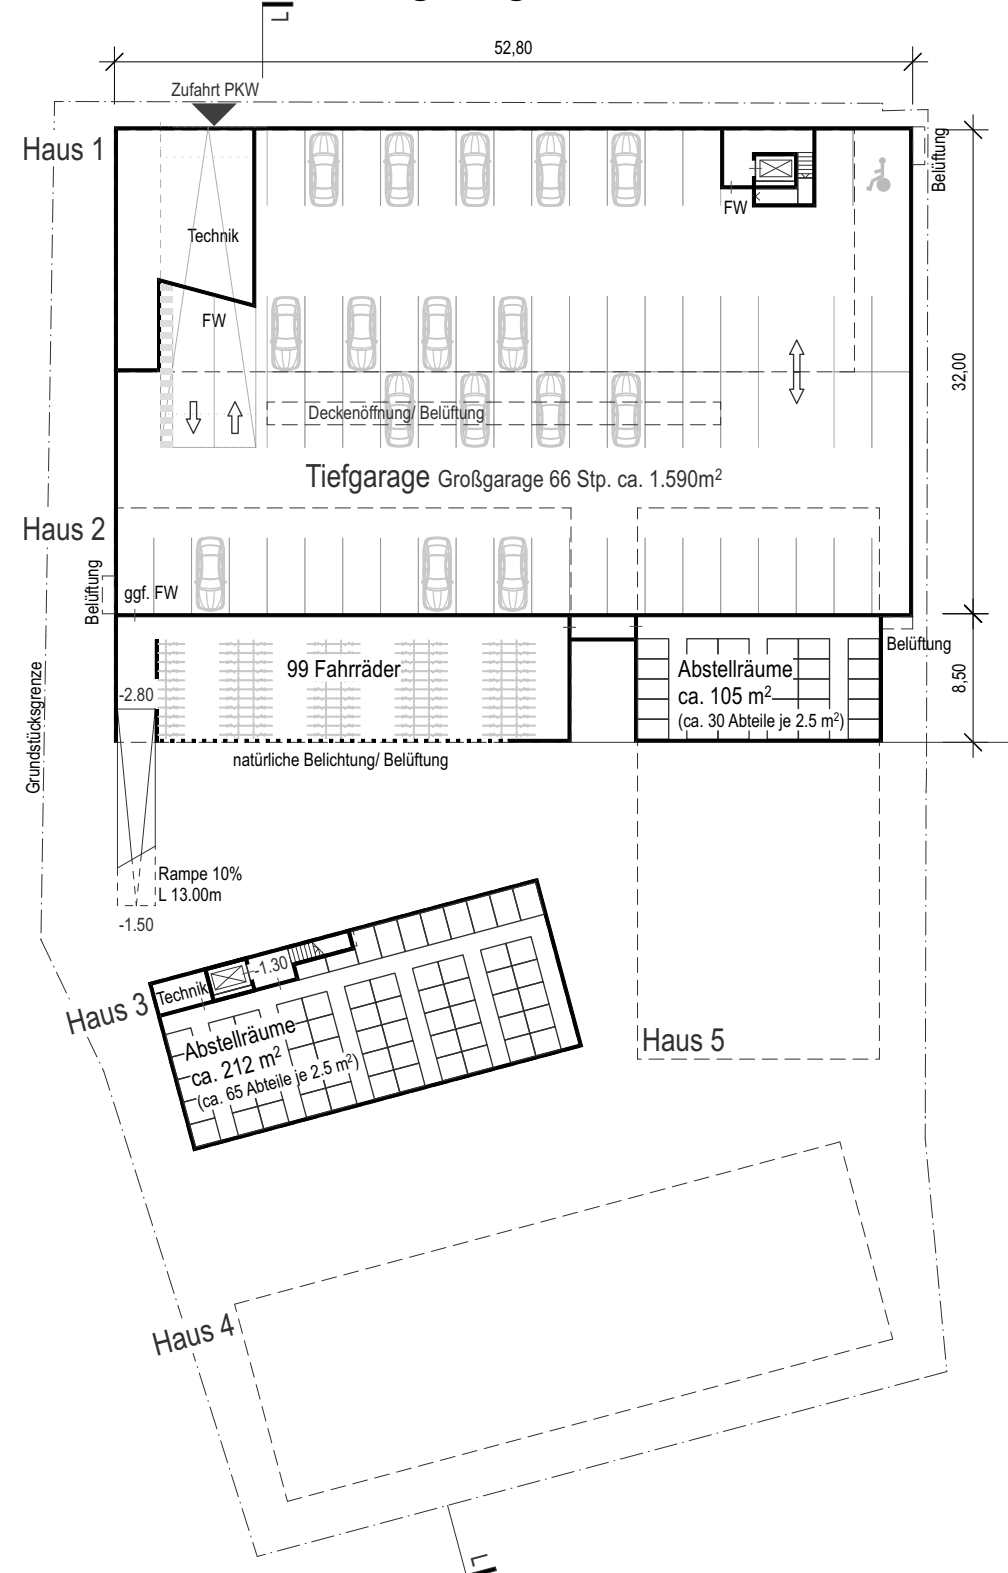 52,80
Zufahrt PKW
Haus 1
Belüftung
Technik
FW
FW
32,00
Deckenöffnung/ Belüftung
Tiefgarage Großgarage 66 Stp. ca. 1.590m²
Haus 2
Belüftung
ggf. FW
Belüftung
99 Fahrräder
Abstellräume
ca. 105 m²
(ca. 30 Abteile je 2.5 m²)
8,50
-2.80
Grundstücksgrenze
natürliche Belichtung/ Belüftung
Rampe 10%
L 13.00m
-1.50
-1.30
Technik
Haus 3
Abstellräume
ca. 212 m²
(ca. 65 Abteile je 2.5 m²)
Haus 5
Haus 4